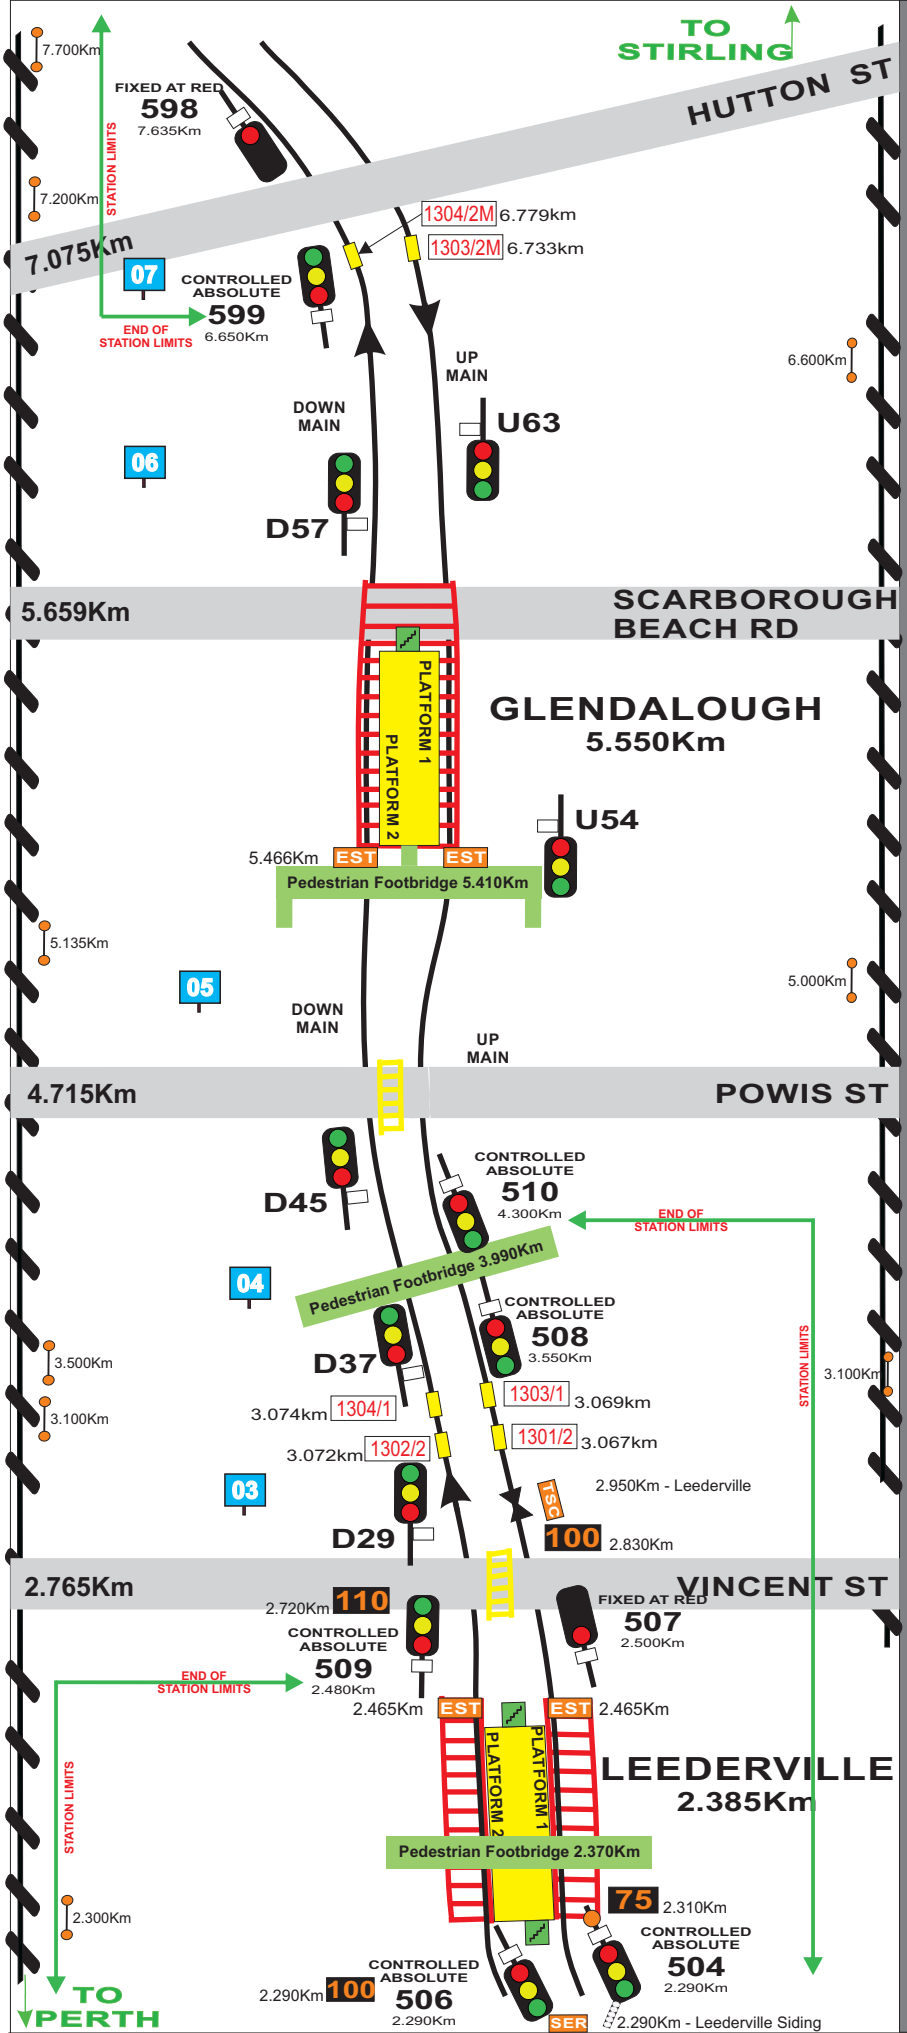 TO
STIRLING
7.700Km
FIXED AT RED
598
7.635Km
HUTTON ST
STATION LIMITS
7.200Km
1304/2M 6.779km
1303/2M 6.733km
7.075Km
07
CONTROLLED
ABSOLUTE
599
6.650Km
END OF
STATION LIMITS
UP
MAIN
6.600Km
DOWN
MAIN
U63
06
D57
5.659Km
SCARBOROUGH
BEACH RD
PLATFORM 1
PLATFORM 2
GLENDALOUGH
5.550Km
U54
5.466Km EST EST
Pedestrian Footbridge 5.410Km
5.135Km
05
5.000Km
DOWN
MAIN
UP
MAIN
4.715Km
POWIS ST
CONTROLLED
ABSOLUTE
510
4.300Km
D45
END OF
STATION LIMITS
Pedestrian Footbridge 3.990Km
04
CONTROLLED
ABSOLUTE
508
3.550Km
D37
3.500Km
STATION LIMITS
3.100Km
3.100Km
3.074km 1304/1
1303/1 3.069km
3.072km 1302/2
1301/2 3.067km
03
TSC
2.950Km - Leederville
D29
100 2.830Km
2.765Km
VINCENT ST
2.720Km 110
FIXED AT RED
507
2.500Km
CONTROLLED
ABSOLUTE
509
2.480Km
END OF
STATION LIMITS
2.465Km EST EST 2.465Km
PLATFORM 2
PLATFORM 1
LEEDERVILLE
2.385Km
STATION LIMITS
Pedestrian Footbridge 2.370Km
75 2.310Km
2.300Km
CONTROLLED
ABSOLUTE
504
2.290Km
CONTROLLED
ABSOLUTE
506
2.290Km
2.290Km 100
TO
PERTH
SER
2.290Km - Leederville Siding